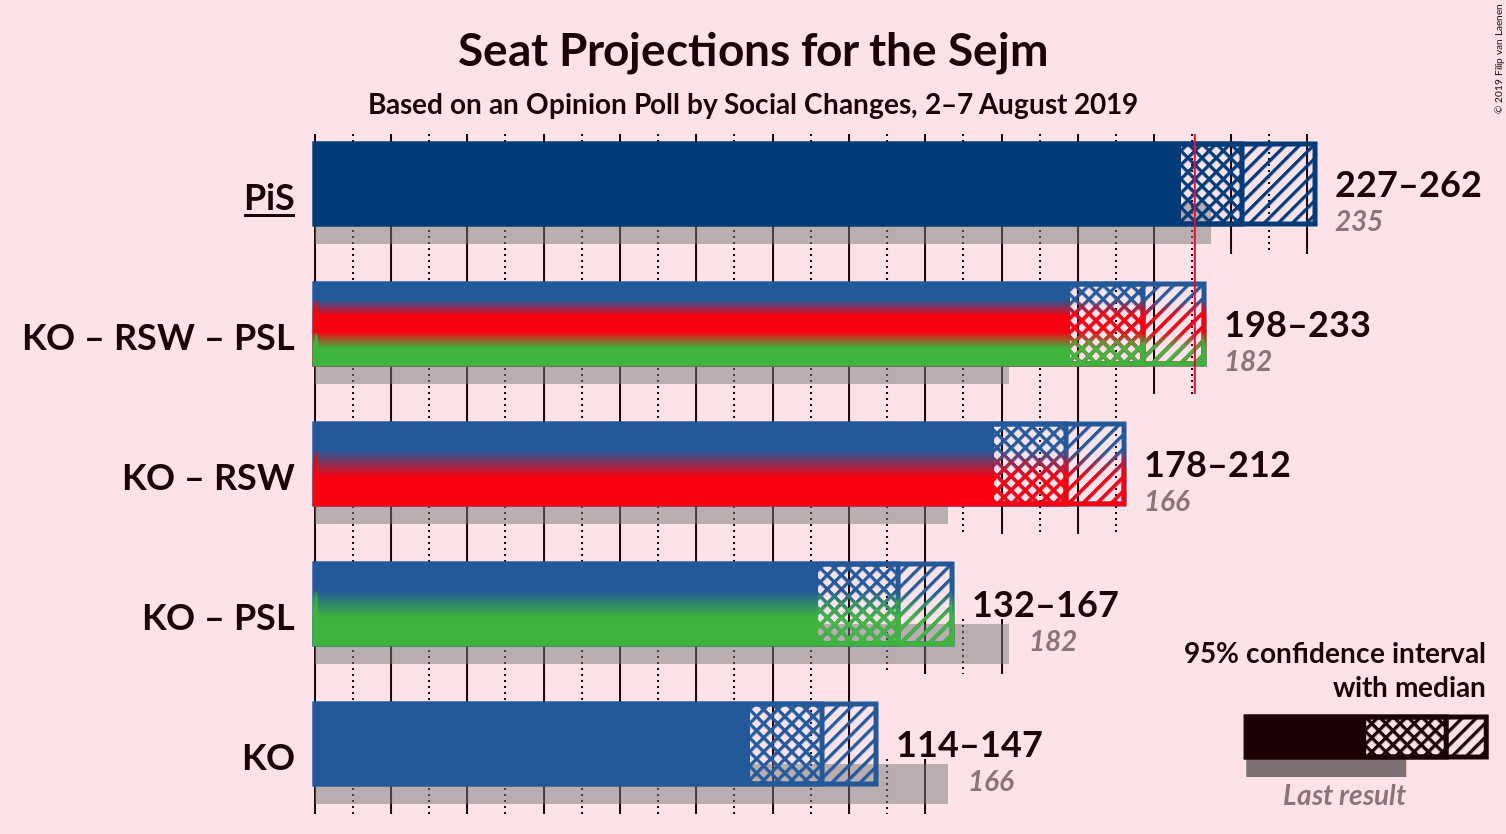 Seat Projections for the Sejm
Based on an Opinion Poll by Social Changes, 2–7 August 2019
© 2019 Filip van Laenen
PiS
227–262
235
KO – RSW – PSL
198–233
182
KO – RSW
178–212
166
KO – PSL
132–167
182
KO
114–147
166
95% confidence interval
with median
Last result